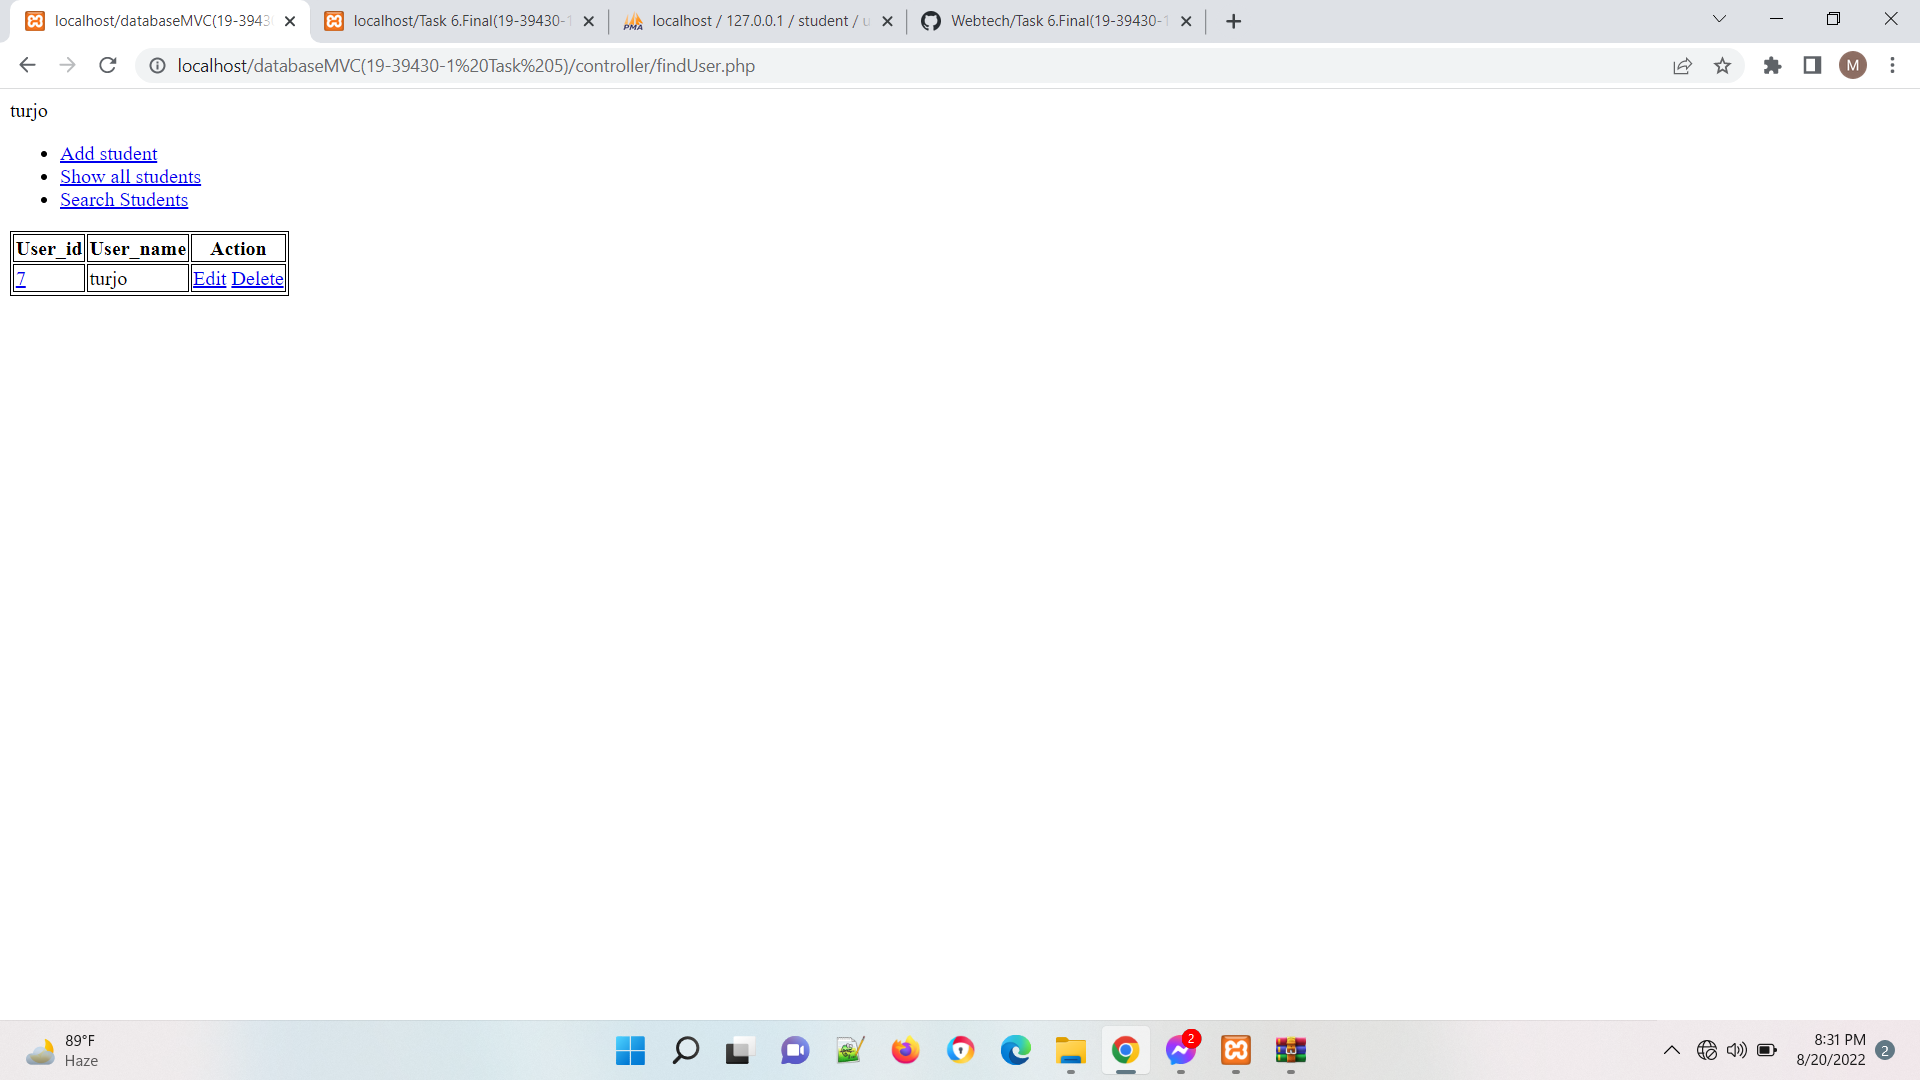 localhost/databaseMVC(19-3943
localhost/Task 6.Final(19-39430-1
localhost / 127.0.0.1 / student / u
Webtech/Task 6.Final(19-39430-1
localhost/databaseMVC(19-39430-1%20Task%205)/controller/findUser.php
M
turjo
Add student
Show all students
Search Students
User_id User_name Action
7 turjo Edit Delete
89°F
Haze
2
8:31 PM
8/20/2022
2
PMA